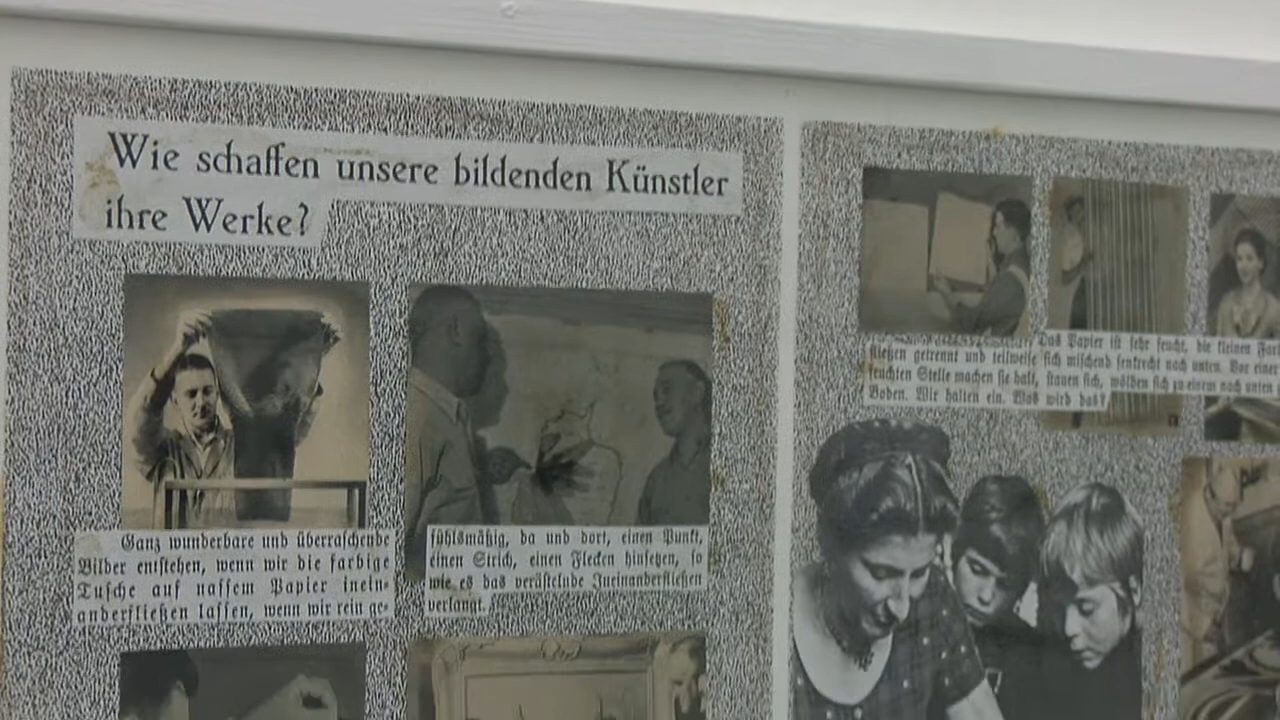 Wie schaffen unsere bildenden Künstler
ihre Werke?
Ganz wunderbare und überraschende
Bilder entstehen, wenn wir die farbige
Tusche auf nassem Papier inein-
anderfließen lassen, wenn wir rein ge-
fühlsmäßig, da und dort, einen Punkt,
einen Strich, einen Flecken hinsetzen, so
wie es das verästelnde Ineinanderfließen
verlangt.
Das Papier ist sehr feucht, die kleinen
fließen getrennt und teilweise sich mischend senkrecht nach unten. Vor einer
feuchten Stelle machen sie halt, stauen sich, wölben sich zu einem nach unten
Boden. Wir halten ein. Was wird das?